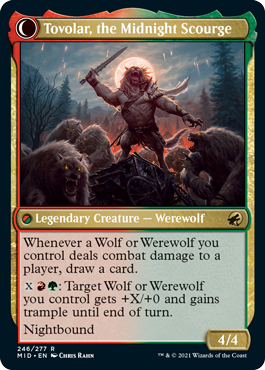 Tovolar, the Midnight Scourge
Legendary Creature — Werewolf
Whenever a Wolf or Werewolf you
control deals combat damage to a
player, draw a card.
X R G: Target Wolf or Werewolf
you control gets +X/+0 and gains
trample until end of turn.
Nightbound
4/4
246/277 R
MID • EN Chris Rahn
™ & © 2021 Wizards of the Coast